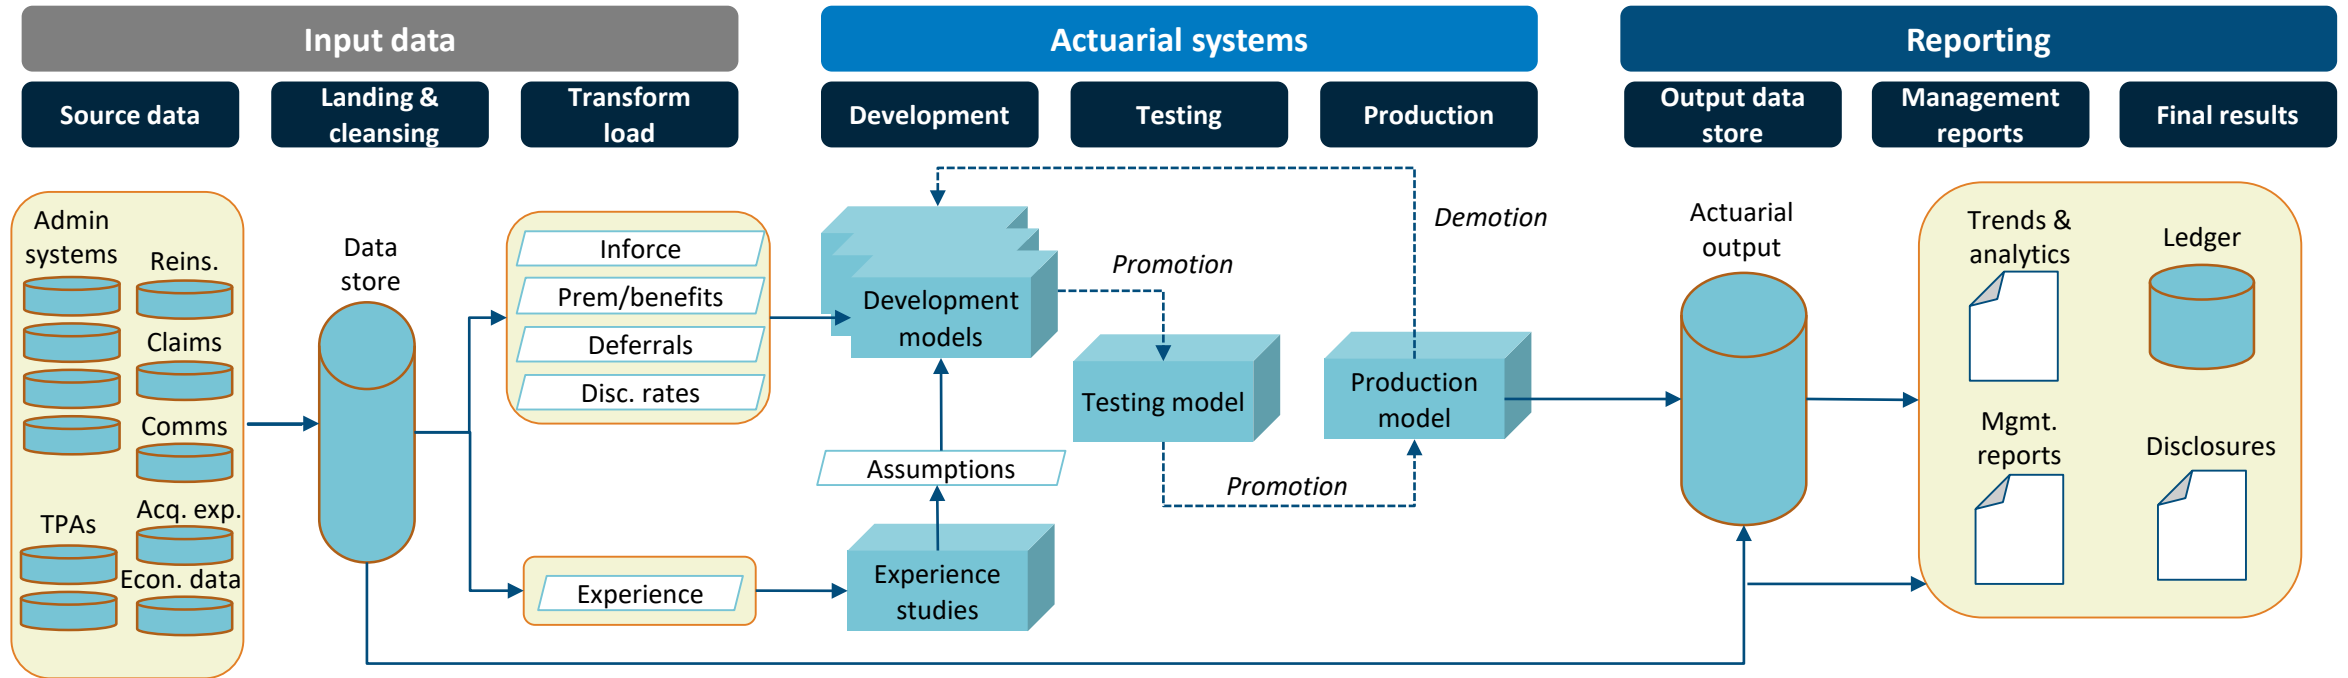 Input data
Actuarial systems
Reporting
Source data
Landing &
cleansing
Transform
load
Development
Testing
Production
Output data
store
Management
reports
Final results
Admin
systems
Reins.
Claims
Comms
Acq. exp.
TPAs
Econ. data
Data
store
Inforce
Prem/benefits
Deferrals
Disc. rates
Experience
Development
models
Assumptions
Experience
studies
Promotion
Testing model
Promotion
Demotion
Production
model
Actuarial
output
Trends &
analytics
Ledger
Mgmt.
reports
Disclosures